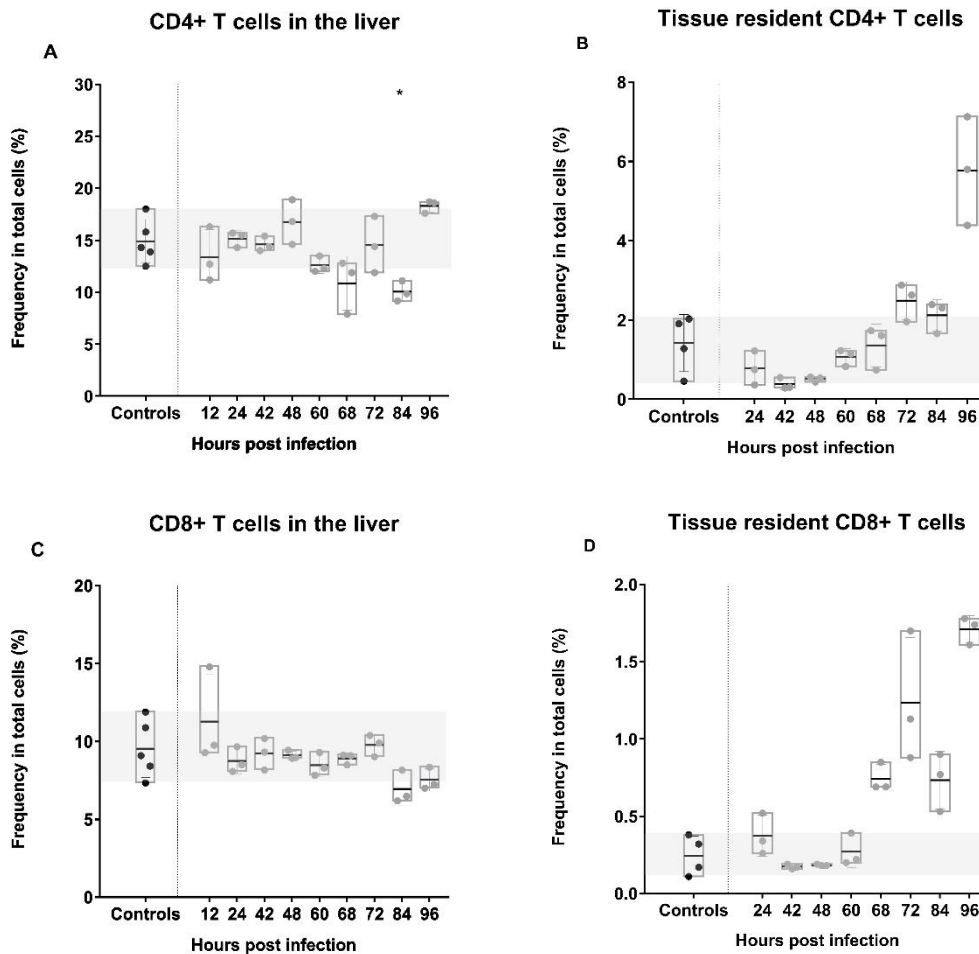 CD4+ T cells in the liver
A
Frequency in total cells (%)
30
25
20
15
10
5
0
*
Controls 12 24 42 48 60 68 72 84 96
Hours post infection
Tissue resident CD4+ T cells
B
Frequency in total cells (%)
8
6
4
2
0
Controls 24 42 48 60 68 72 84 96
Hours post infection
CD8+ T cells in the liver
C
Frequency in total cells (%)
20
15
10
5
0
Controls 12 24 42 48 60 68 72 84 96
Hours post infection
Tissue resident CD8+ T cells
D
Frequency in total cells (%)
2.0
1.5
1.0
0.5
0.0
Controls 24 42 48 60 68 72 84 96
Hours post infection